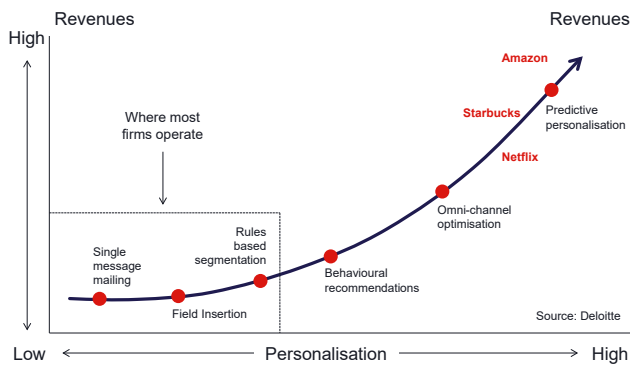 Revenues
Revenues
High
Amazon
Starbucks
Predictive
personalisation
Where most
firms operate
Netflix
Omni-channel
optimisation
Rules
based
segmentation
Single
message
mailing
Behavioural
recommendations
Field Insertion
Source: Deloitte
Low
Personalisation
High